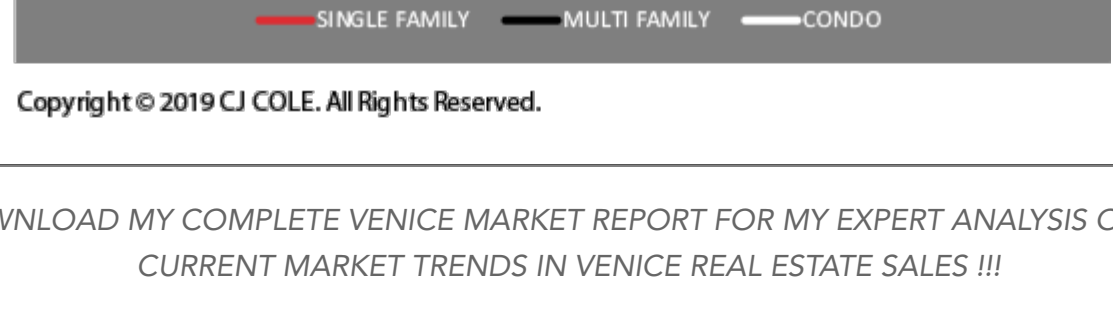 SINGLE FAMILY MULTI FAMILY CONDO
Copyright © 2019 CJ COLE. All Rights Reserved.
MY COMPLETE VENICE MARKET REPORT FOR MY EXPERT ANALYSIS
CURRENT MARKET TRENDS IN VENICE REAL ESTATE SALES !!!